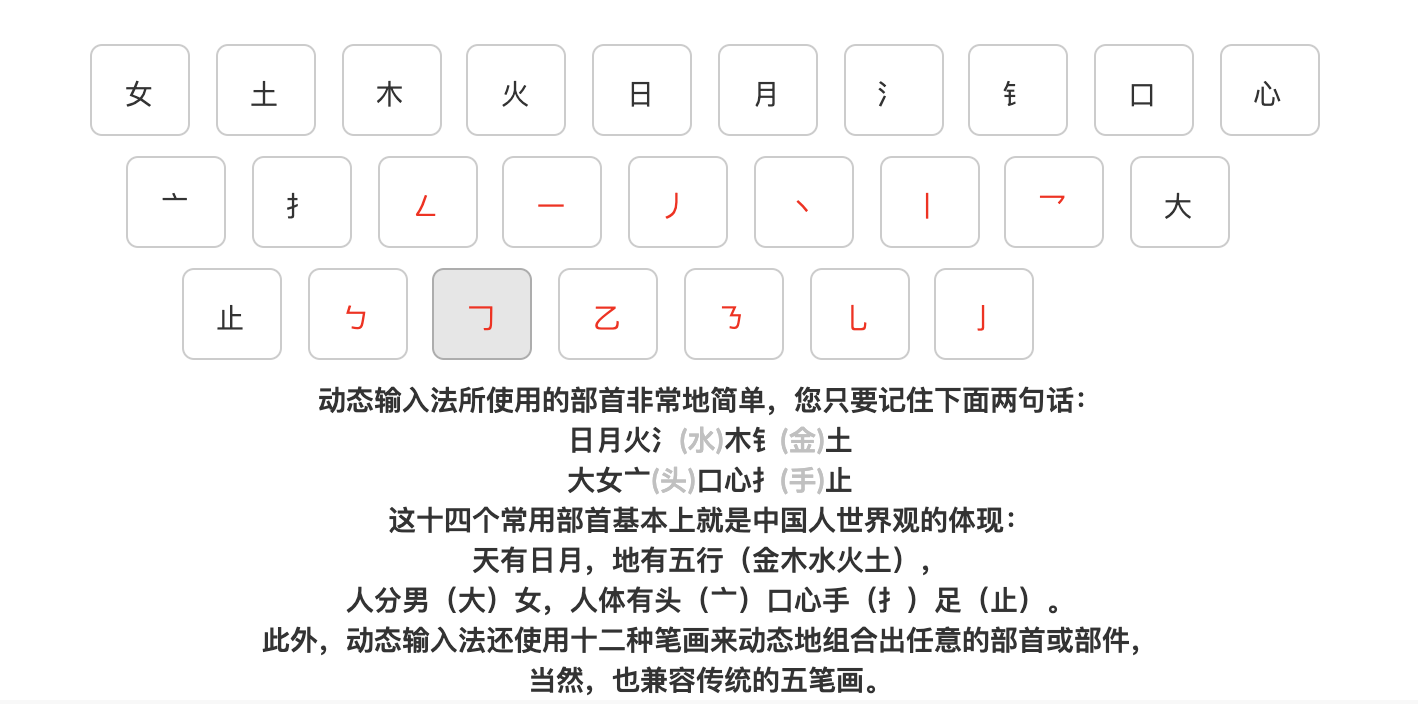 女 土 木 火 日 月 氵 钅 口 心
亠 扌 ㄥ 一 丿 丶 丨 乛 大
止 ㄣ ㇆ 乙 ㄋ 乚 亅
动态输入法所使用的部首非常地简单，您只要记住下面两句话：
日月火氵(水)木钅(金)土
大女亠(头)口心扌(手)止
这十四个常用部首基本上就是中国人世界观的体现：
天有日月，地有五行（金木水火土），
人分男（大）女，人体有头（亠）口心手（扌）足（止）。
此外，动态输入法还使用十二种笔画来动态地组合出任意的部首或部件，
当然，也兼容传统的五笔画。